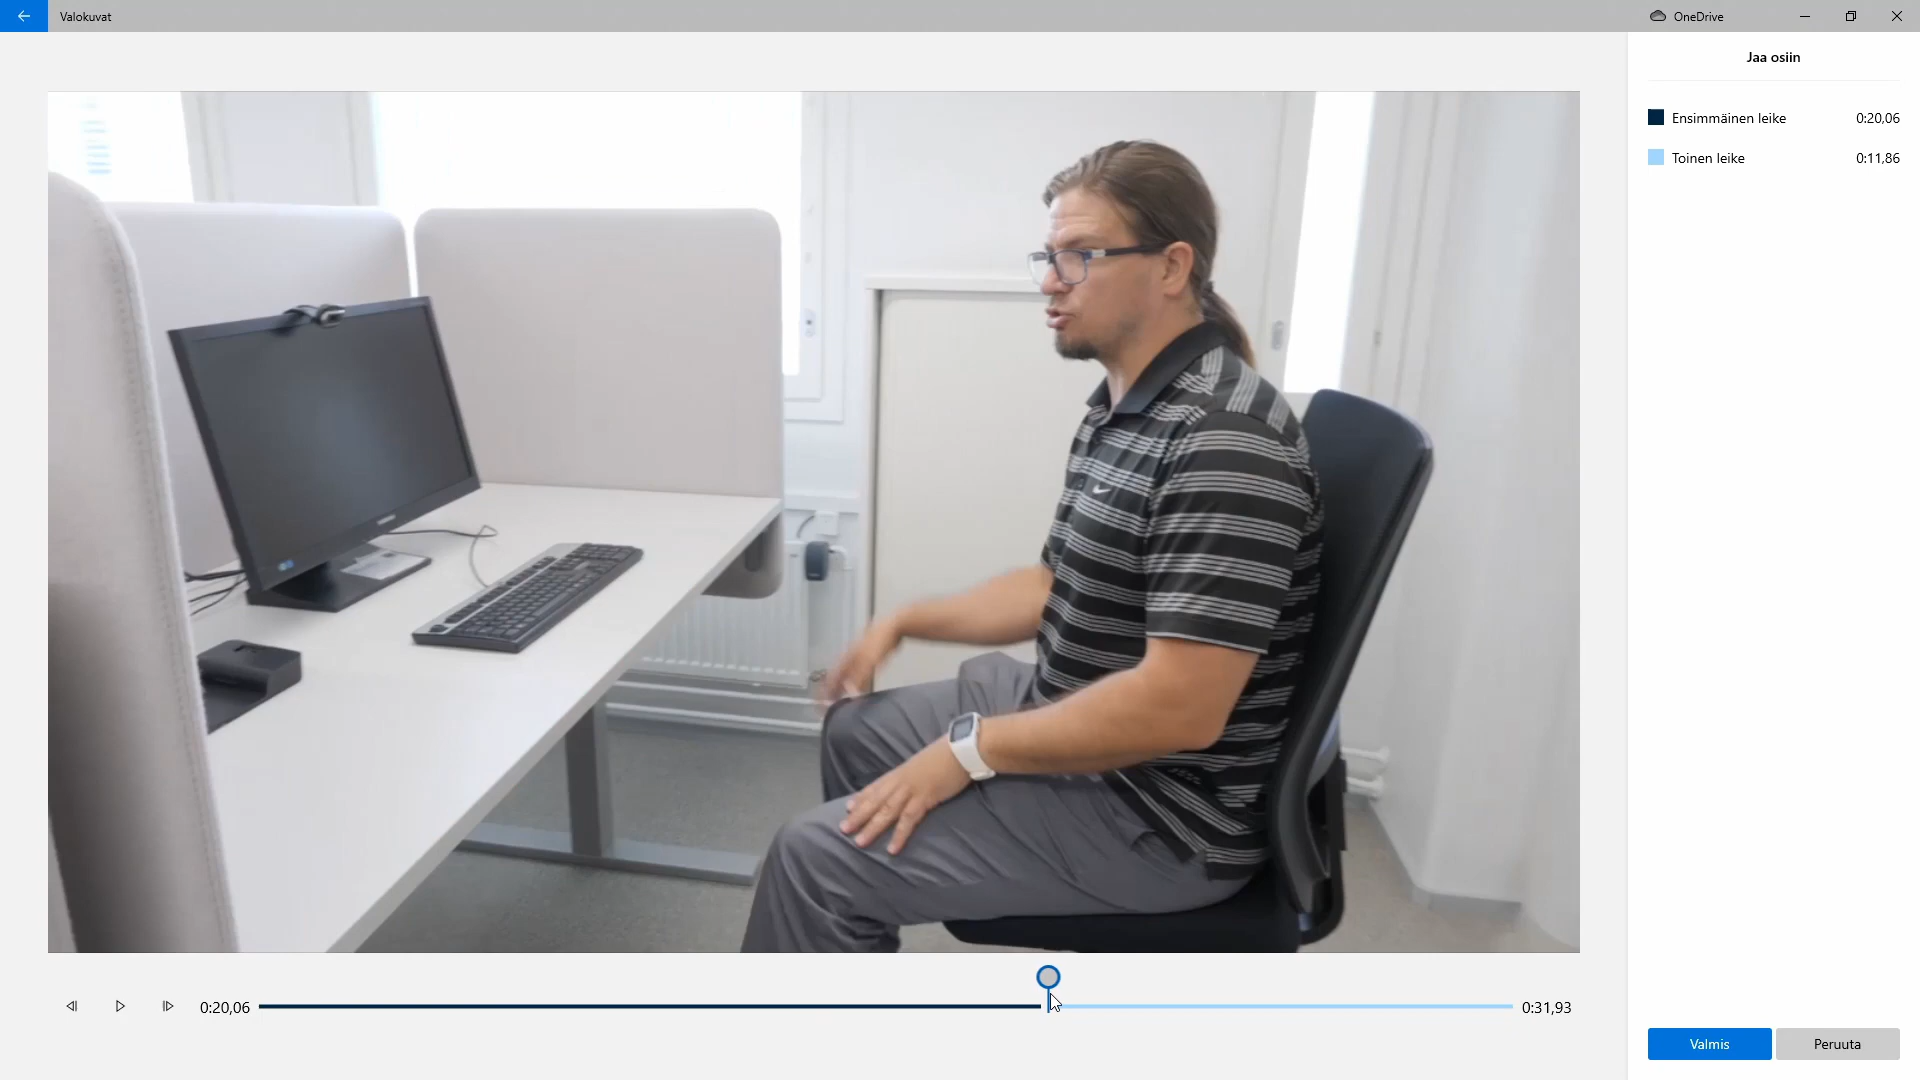 Valokuvat
OneDrive
Jaa osiin
Ensimmäinen leike 0:20,06
Toinen leike 0:11,86
0:20,06
0:31,93
Valmis
Peruuta